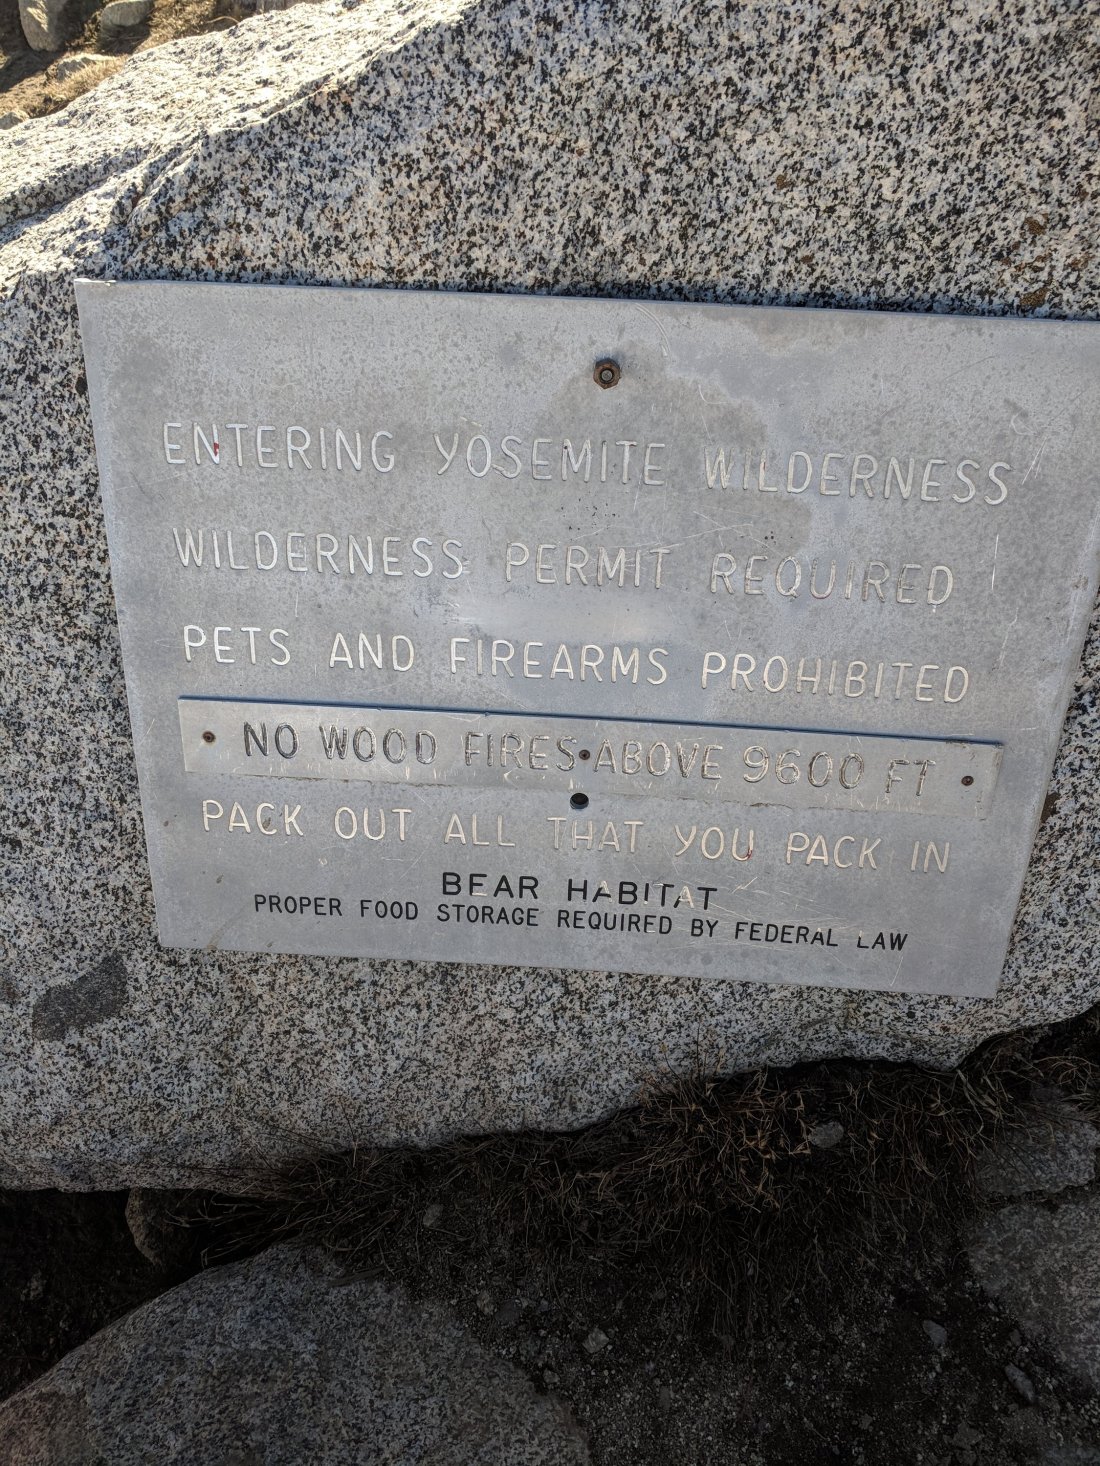 ENTERING YOSEMITE WILDERNESS
WILDERNESS PERMIT REQUIRED
PETS AND FIREARMS PROHIBITED
NO WOOD FIRES ABOVE 9600 FT
PACK OUT ALL THAT YOU PACK IN
BEAR HABITAT
PROPER FOOD STORAGE REQUIRED BY FEDERAL LAW